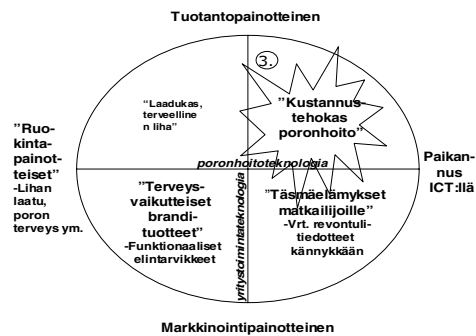 Tuotantopainotteinen
3.
"Laadukas,
terveelline
n liha"
"Kustannus-
tehokas
poronhoito"
"Ruo-
kinta-
painot-
teiset"
-Lihan
laatu,
poron
terveys ym.
poronhoitoteknologia
Paikan-
nus
ICT:llä
"Terveys-
vaikutteiset
brandi-
tuotteet"
-Funktionaaliset
elintarvikkeet
yritystoimintateknologia
"Täsmäelämykset
matkailijoille"
-Vrt. revontuli-
tiedotteet
kännykkään
Markkinointipainotteinen